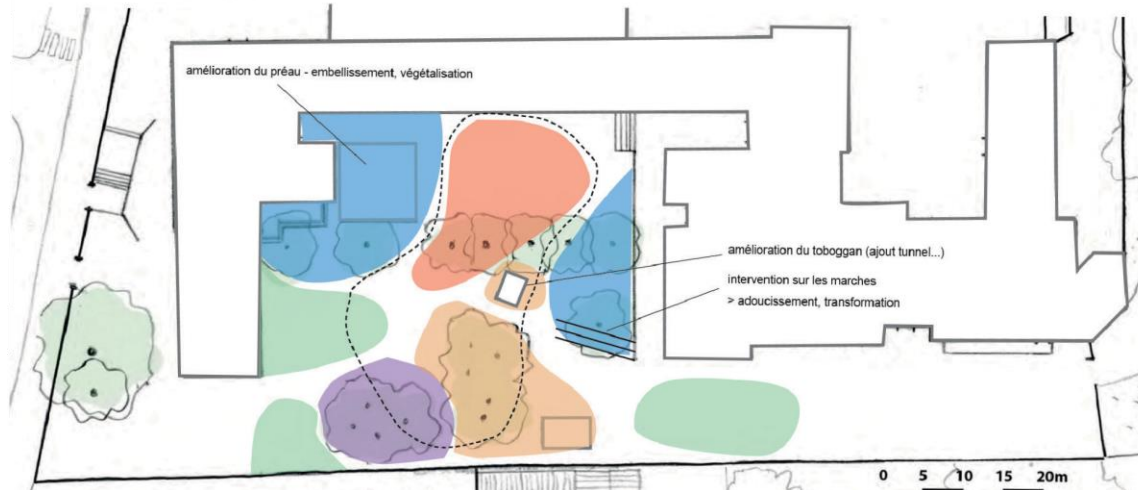 amélioration du préau - embellissement, végétalisation
amélioration du toboggan (ajout tunnel...)
intervention sur les marches
> adoucissement, transformation
0 5 10 15 20m